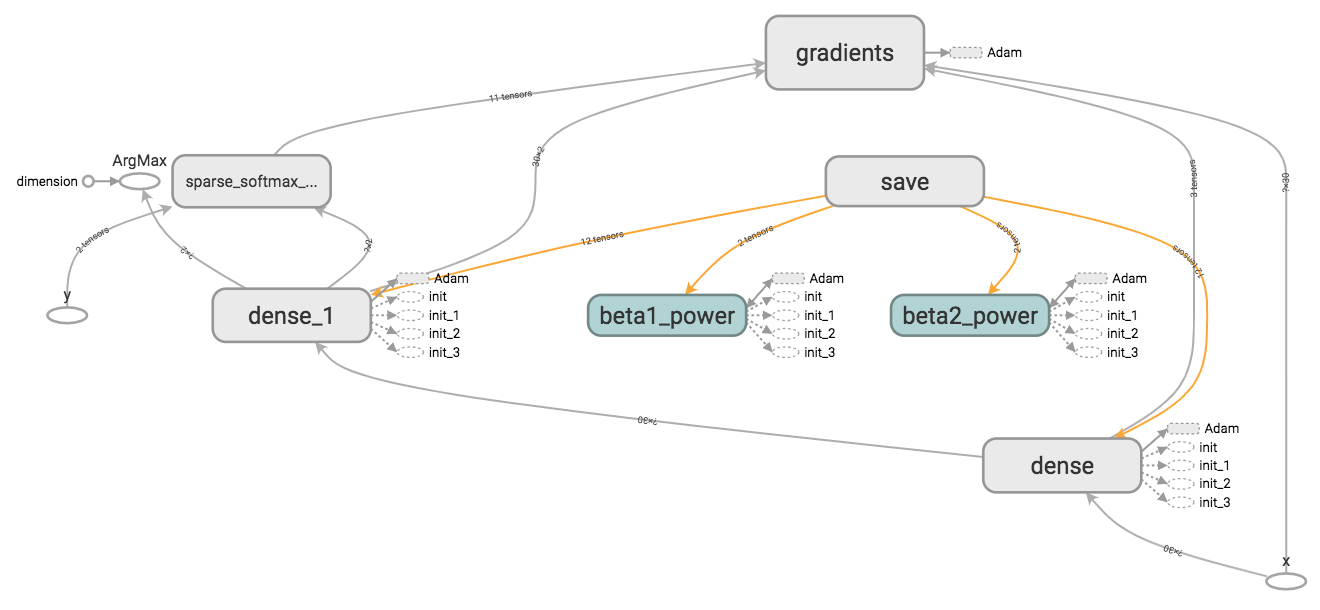 gradients
Adam
11 tensors
30×2
3 tensors
?×30
ArgMax
dimension
sparse_softmax_...
save
2 tensors
?×2
?×2
12 tensors
2 tensors
2 tensors
12 tensors
y
dense_1
Adam
init
init_1
init_2
init_3
beta1_power
Adam
init
init_1
init_2
init_3
beta2_power
Adam
init
init_1
init_2
init_3
?×30
dense
Adam
init
init_1
init_2
init_3
?×30
x